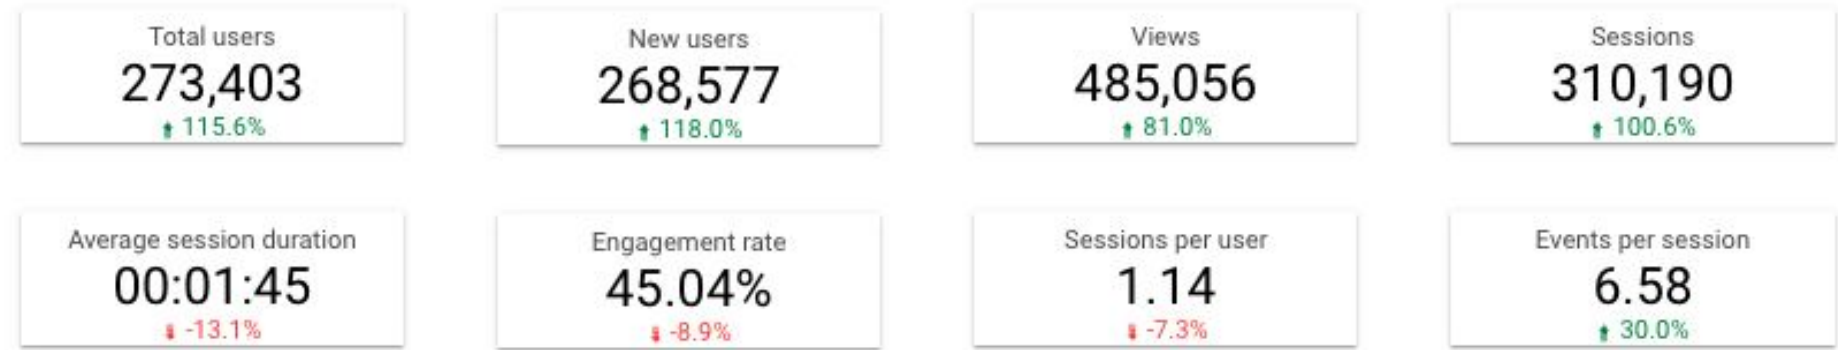 Total users
273,403
115.6%
New users
268,577
118.0%
Views
485,056
81.0%
Sessions
310,190
100.6%
Average session duration
00:01:45
-13.1%
Engagement rate
45.04%
-8.9%
Sessions per user
1.14
-7.3%
Events per session
6.58
30.0%